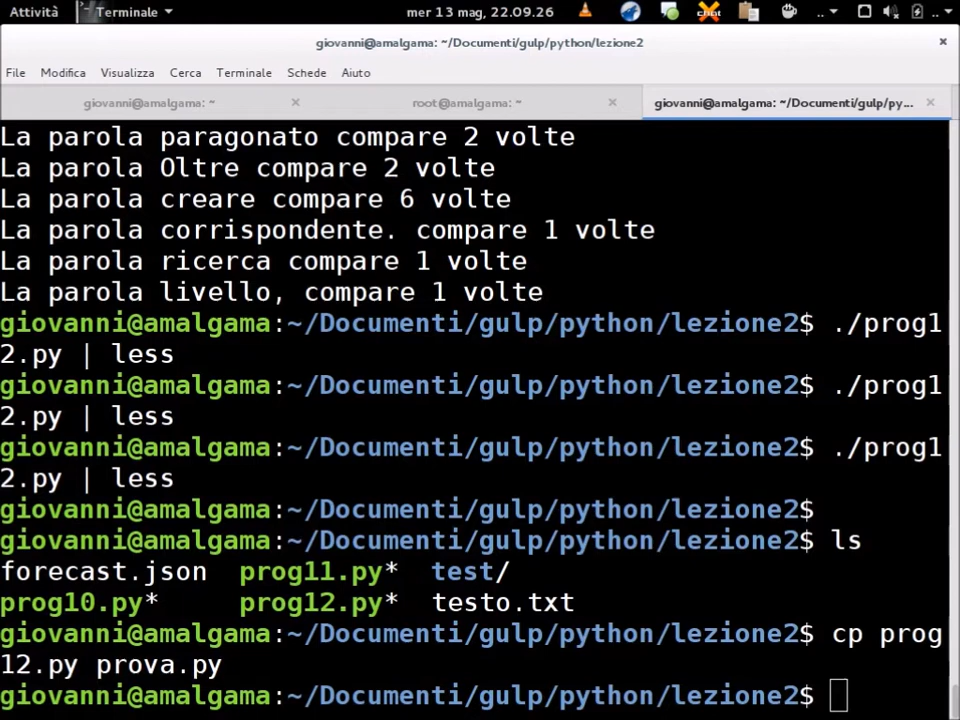 Attività Terminale mer 13 mag, 22.09.26
giovanni@amalgama: ~/Documenti/gulp/python/lezione2
File Modifica Visualizza Cerca Terminale Schede Aiuto
giovanni@amalgama: ~ root@amalgama: ~ giovanni@amalgama: ~/Documenti/gulp/py...
La parola paragonato compare 2 volte
La parola Oltre compare 2 volte
La parola creare compare 6 volte
La parola corrispondente. compare 1 volte
La parola ricerca compare 1 volte
La parola livello, compare 1 volte
giovanni@amalgama:~/Documenti/gulp/python/lezione2$ ./prog1
2.py | less
giovanni@amalgama:~/Documenti/gulp/python/lezione2$ ./prog1
2.py | less
giovanni@amalgama:~/Documenti/gulp/python/lezione2$ ./prog1
2.py | less
giovanni@amalgama:~/Documenti/gulp/python/lezione2$
giovanni@amalgama:~/Documenti/gulp/python/lezione2$ ls
forecast.json prog11.py* test/
prog10.py* prog12.py* testo.txt
giovanni@amalgama:~/Documenti/gulp/python/lezione2$ cp prog
12.py prova.py
giovanni@amalgama:~/Documenti/gulp/python/lezione2$